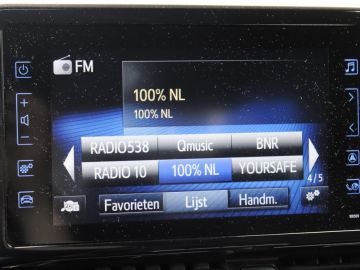 FM
100% NL
100% NL
RADIO538 Qmusic BNR
RADIO 10 100% NL YOURSAFE
4/5
Favorieten Lijst Handm.